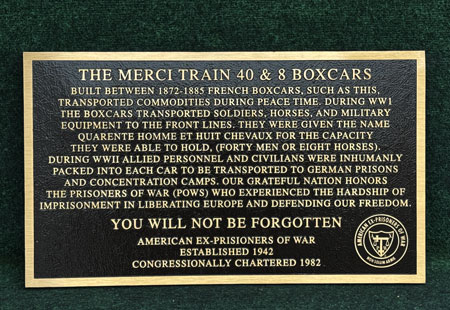 THE MERCI TRAIN 40 & 8 BOXCARS
BUILT BETWEEN 1872-1885 FRENCH BOXCARS, SUCH AS THIS,
TRANSPORTED COMMODITIES DURING PEACE TIME. DURING WW1
THE BOXCARS TRANSPORTED SOLDIERS, HORSES, AND MILITARY
EQUIPMENT TO THE FRONT LINES. THEY WERE GIVEN THE NAME
QUARENTE HOMME ET HUIT CHEVAUX FOR THE CAPACITY
THEY WERE ABLE TO HOLD, (FORTY MEN OR EIGHT HORSES).
DURING WWII ALLIED PERSONNEL AND CIVILIANS WERE INHUMANLY
PACKED INTO EACH CAR TO BE TRANSPORTED TO GERMAN PRISONS
AND CONCENTRATION CAMPS. OUR GRATEFUL NATION HONORS
THE PRISONERS OF WAR (POWS) WHO EXPERIENCED THE HARDSHIP OF
IMPRISONMENT IN LIBERATING EUROPE AND DEFENDING OUR FREEDOM.
YOU WILL NOT BE FORGOTTEN
AMERICAN EX-PRISIONERS OF WAR
ESTABLISHED 1942
CONGRESSIONALLY CHARTERED 1982
AMERICAN EX-PRISONERS OF WAR
NON SOLUM ARMIS